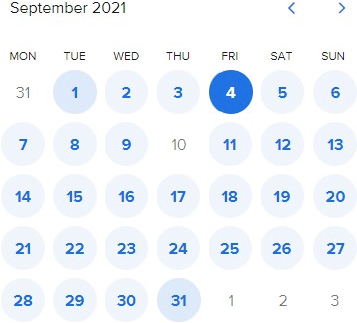 September 2021
MON TUE WED THU FRI SAT SUN
31 1 2 3 4 5 6
7 8 9 10 11 12 13
14 15 16 17 18 19 20
21 22 23 24 25 26 27
28 29 30 31 1 2 3